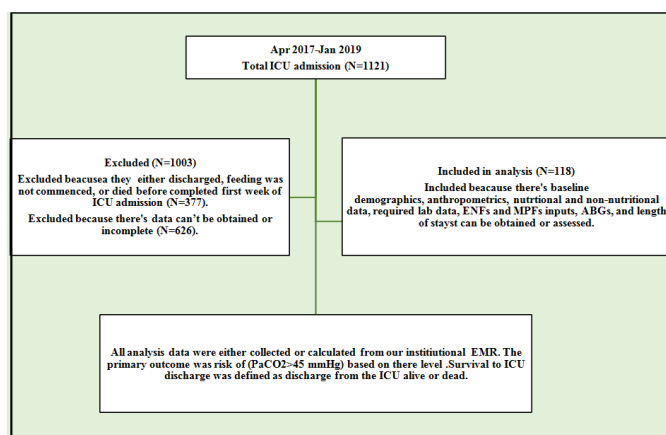 Apr 2017-Jan 2019
Total ICU admission (N=1121)
Excluded (N=1003)
Excluded beacusea they either discharged, feeding was
not commenced, or died before completed first week of
ICU admission (N=377).
Excluded because there's data can't be obtained or
incomplete (N=626).
Included in analysis (N=118)
Included beacause there's baseline
demographics, anthropometrics, nutrtional and non-nutritional
data, required lab data, ENFs and MPFs inputs, ABGs, and length
of stayst can be obtained or assessed.
All analysis data were either collected or calculated from our institiutional EMR. The
primary outcome was risk of (PaCO2>45 mmHg) based on there level .Survival to ICU
discharge was defined as discharge from the ICU alive or dead.